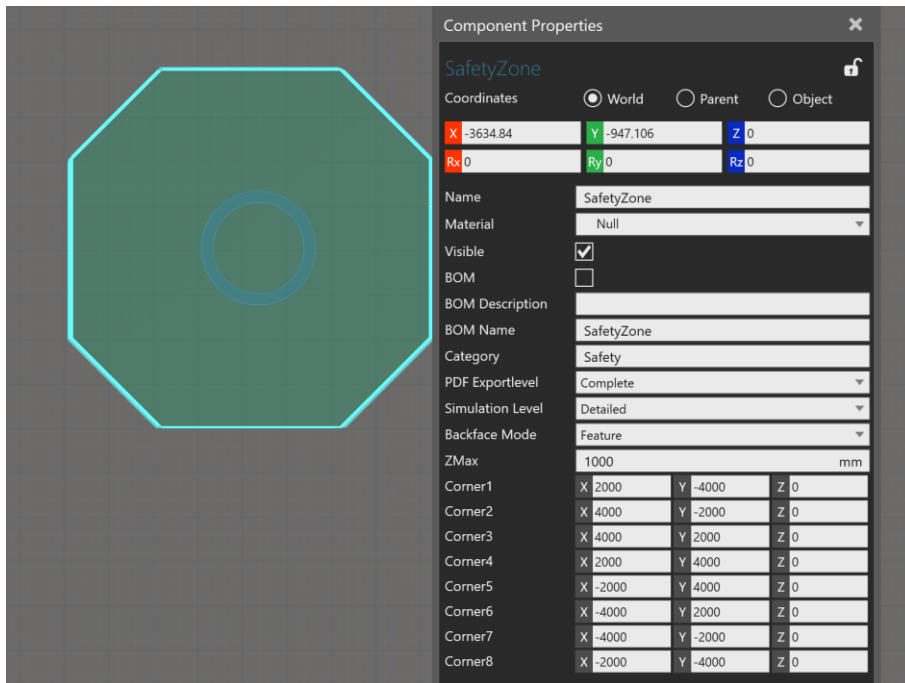 Component Properties
SafetyZone
Coordinates World Parent Object
X -3634.84 Y -947.106 Z 0
Rx 0 Ry 0 Rz 0
Name SafetyZone
Material Null
Visible
BOM
BOM Description
BOM Name SafetyZone
Category Safety
PDF Exportlevel Complete
Simulation Level Detailed
Backface Mode Feature
ZMax 1000 mm
Corner1 X 2000 Y -4000 Z 0
Corner2 X 4000 Y -2000 Z 0
Corner3 X 4000 Y 2000 Z 0
Corner4 X 2000 Y 4000 Z 0
Corner5 X -2000 Y 4000 Z 0
Corner6 X -4000 Y 2000 Z 0
Corner7 X -4000 Y -2000 Z 0
Corner8 X -2000 Y -4000 Z 0